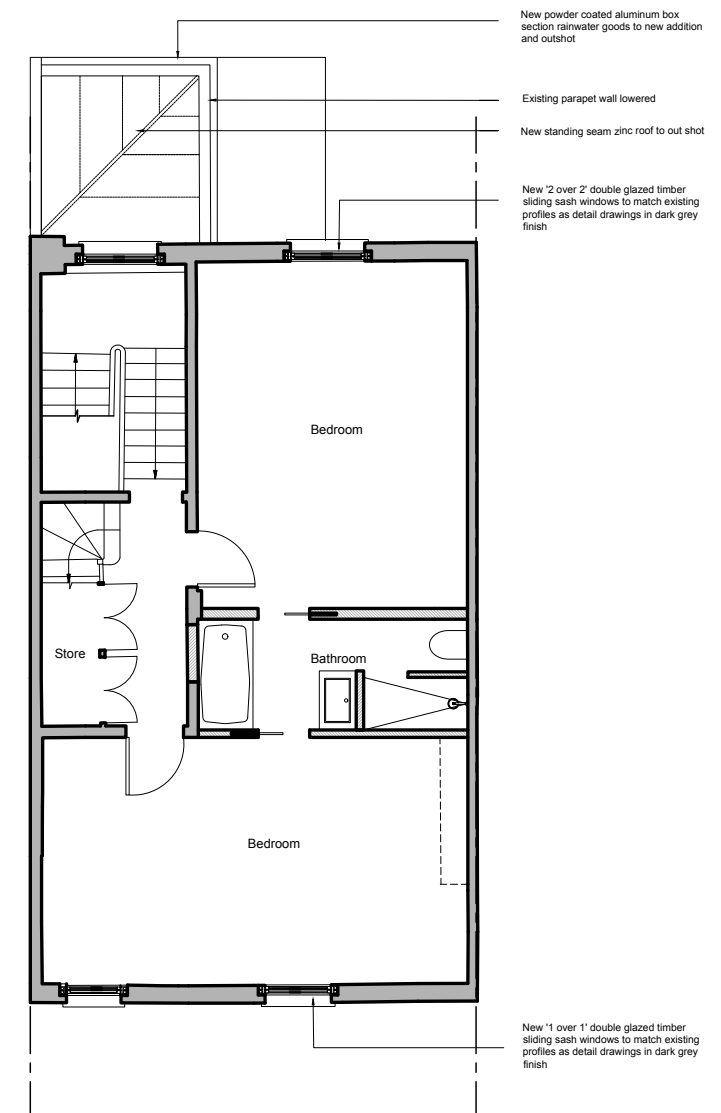 New powder coated aluminum box
section rainwater goods to new addition
and outshot
Existing parapet wall lowered
New standing seam zinc roof to out shot
New '2 over 2' double glazed timber
sliding sash windows to match existing
profiles as detail drawings in dark grey
finish
Bedroom
Store
Bathroom
Bedroom
New '1 over 1' double glazed timber
sliding sash windows to match existing
profiles as detail drawings in dark grey
finish